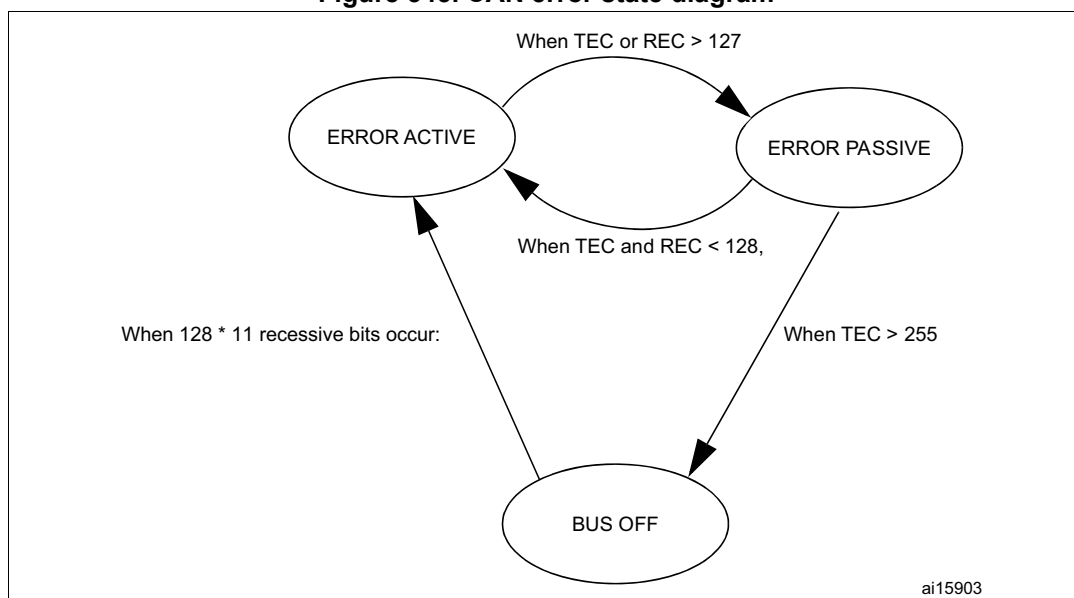 When TEC or REC > 127
ERROR ACTIVE
ERROR PASSIVE
When TEC and REC < 128,
When 128 * 11 recessive bits occur:
When TEC > 255
BUS OFF
ai15903